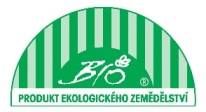 BIO ®
PRODUKT EKOLOGICKÉHO ZEMĚDĚLSTVÍ